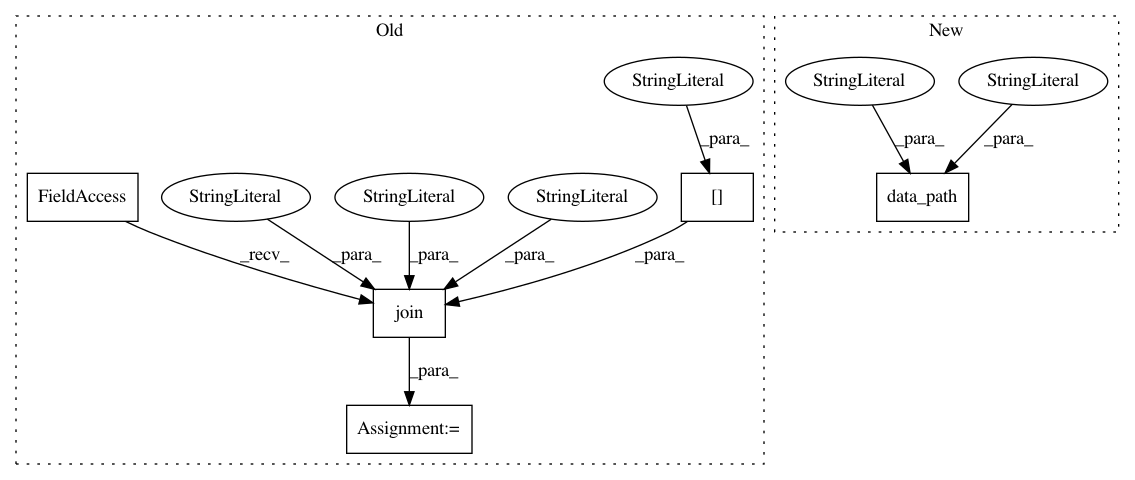 Old
New
StringLiteral
StringLiteral
StringLiteral
_para_
_para_
_para_
FieldAccess
StringLiteral
StringLiteral
StringLiteral
[]
data_path
_recv_
_para_
_para_
_para_
_para_
join
_para_
Assignment:=